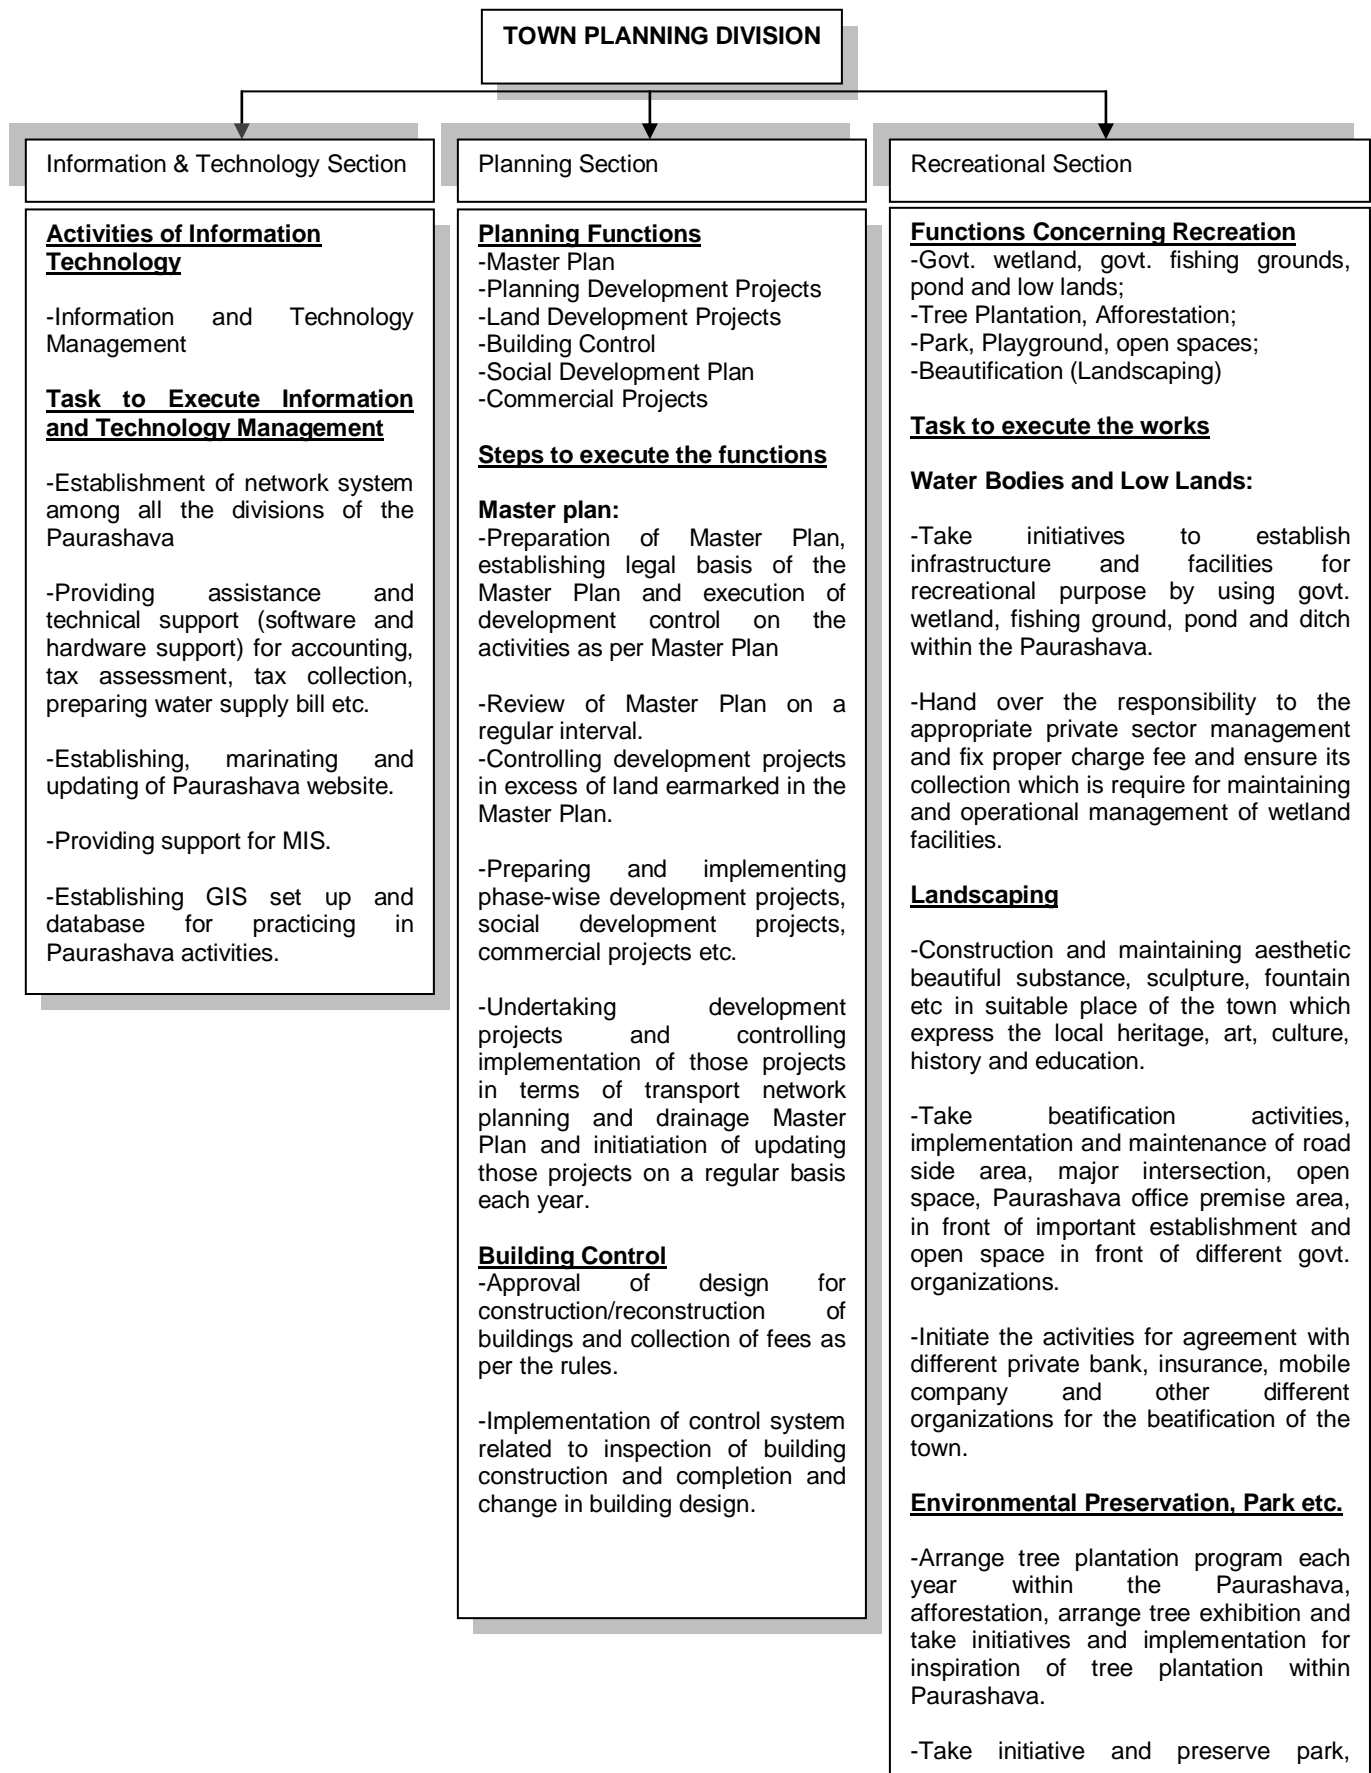 TOWN PLANNING DIVISION
Information & Technology Section
Activities of Information
Technology
-Information and Technology
Management
Task to Execute Information
and Technology Management
-Establishment of network system
among all the divisions of the
Paurashava
-Providing assistance and
technical support (software and
hardware support) for accounting,
tax assessment, tax collection,
preparing water supply bill etc.
-Establishing, marinating and
updating of Paurashava website.
-Providing support for MIS.
-Establishing GIS set up and
database for practicing in
Paurashava activities.
Planning Section
Planning Functions
-Master Plan
-Planning Development Projects
-Land Development Projects
-Building Control
-Social Development Plan
-Commercial Projects
Steps to execute the functions
Master plan:
-Preparation of Master Plan,
establishing legal basis of the
Master Plan and execution of
development control on the
activities as per Master Plan
-Review of Master Plan on a
regular interval.
-Controlling development projects
in excess of land earmarked in the
Master Plan.
-Preparing and implementing
phase-wise development projects,
social development projects,
commercial projects etc.
-Undertaking development
projects and controlling
implementation of those projects
in terms of transport network
planning and drainage Master
Plan and initiatiation of updating
those projects on a regular basis
each year.
Building Control
-Approval of design for
construction/reconstruction of
buildings and collection of fees as
per the rules.
-Implementation of control system
related to inspection of building
construction and completion and
change in building design.
Recreational Section
Functions Concerning Recreation
-Govt. wetland, govt. fishing grounds,
pond and low lands;
-Tree Plantation, Afforestation;
-Park, Playground, open spaces;
-Beautification (Landscaping)
Task to execute the works
Water Bodies and Low Lands:
-Take initiatives to establish
infrastructure and facilities for
recreational purpose by using govt.
wetland, fishing ground, pond and ditch
within the Paurashava.
-Hand over the responsibility to the
appropriate private sector management
and fix proper charge fee and ensure its
collection which is require for maintaining
and operational management of wetland
facilities.
Landscaping
-Construction and maintaining aesthetic
beautiful substance, sculpture, fountain
etc in suitable place of the town which
express the local heritage, art, culture,
history and education.
-Take beatification activities,
implementation and maintenance of road
side area, major intersection, open
space, Paurashava office premise area,
in front of important establishment and
open space in front of different govt.
organizations.
-Initiate the activities for agreement with
different private bank, insurance, mobile
company and other different
organizations for the beatification of the
town.
Environmental Preservation, Park etc.
-Arrange tree plantation program each
year within the Paurashava,
afforestation, arrange tree exhibition and
take initiatives and implementation for
inspiration of tree plantation within
Paurashava.
-Take initiative and preserve park,